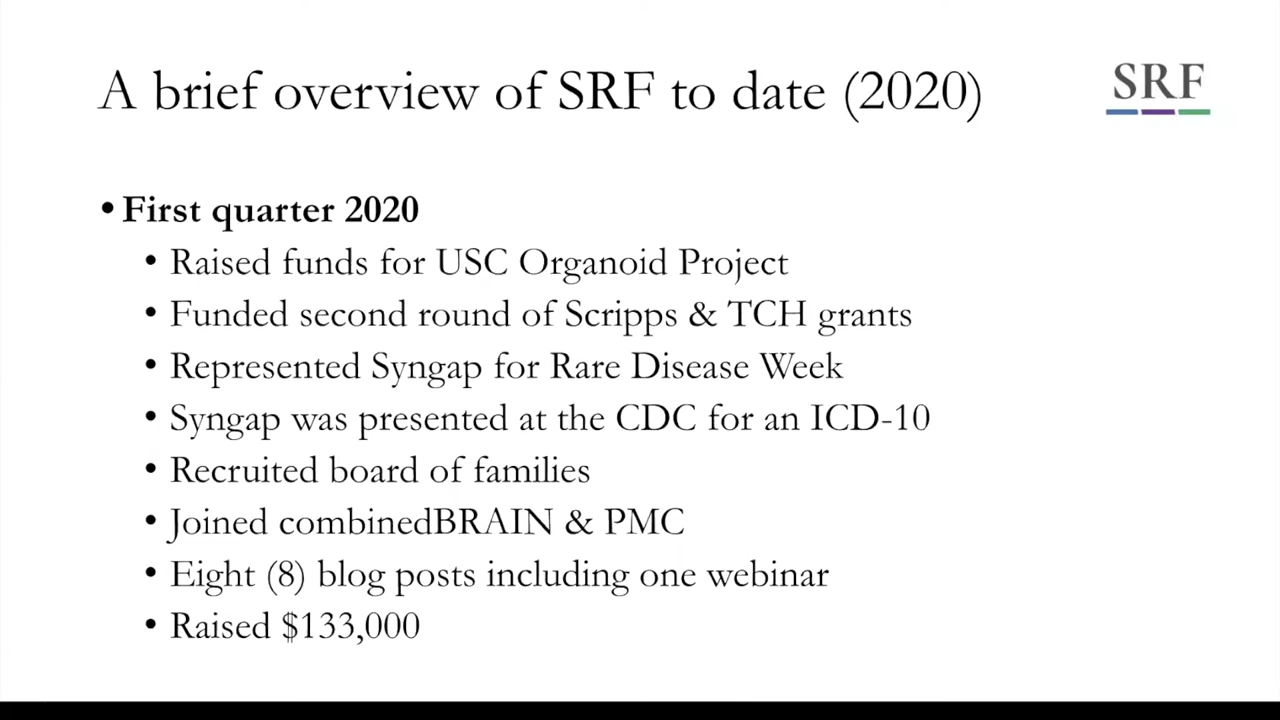 A brief overview of SRF to date (2020)
SRF
• First quarter 2020
• Raised funds for USC Organoid Project
• Funded second round of Scripps & TCH grants
• Represented Syngap for Rare Disease Week
• Syngap was presented at the CDC for an ICD-10
• Recruited board of families
• Joined combinedBRAIN & PMC
• Eight (8) blog posts including one webinar
• Raised $133,000